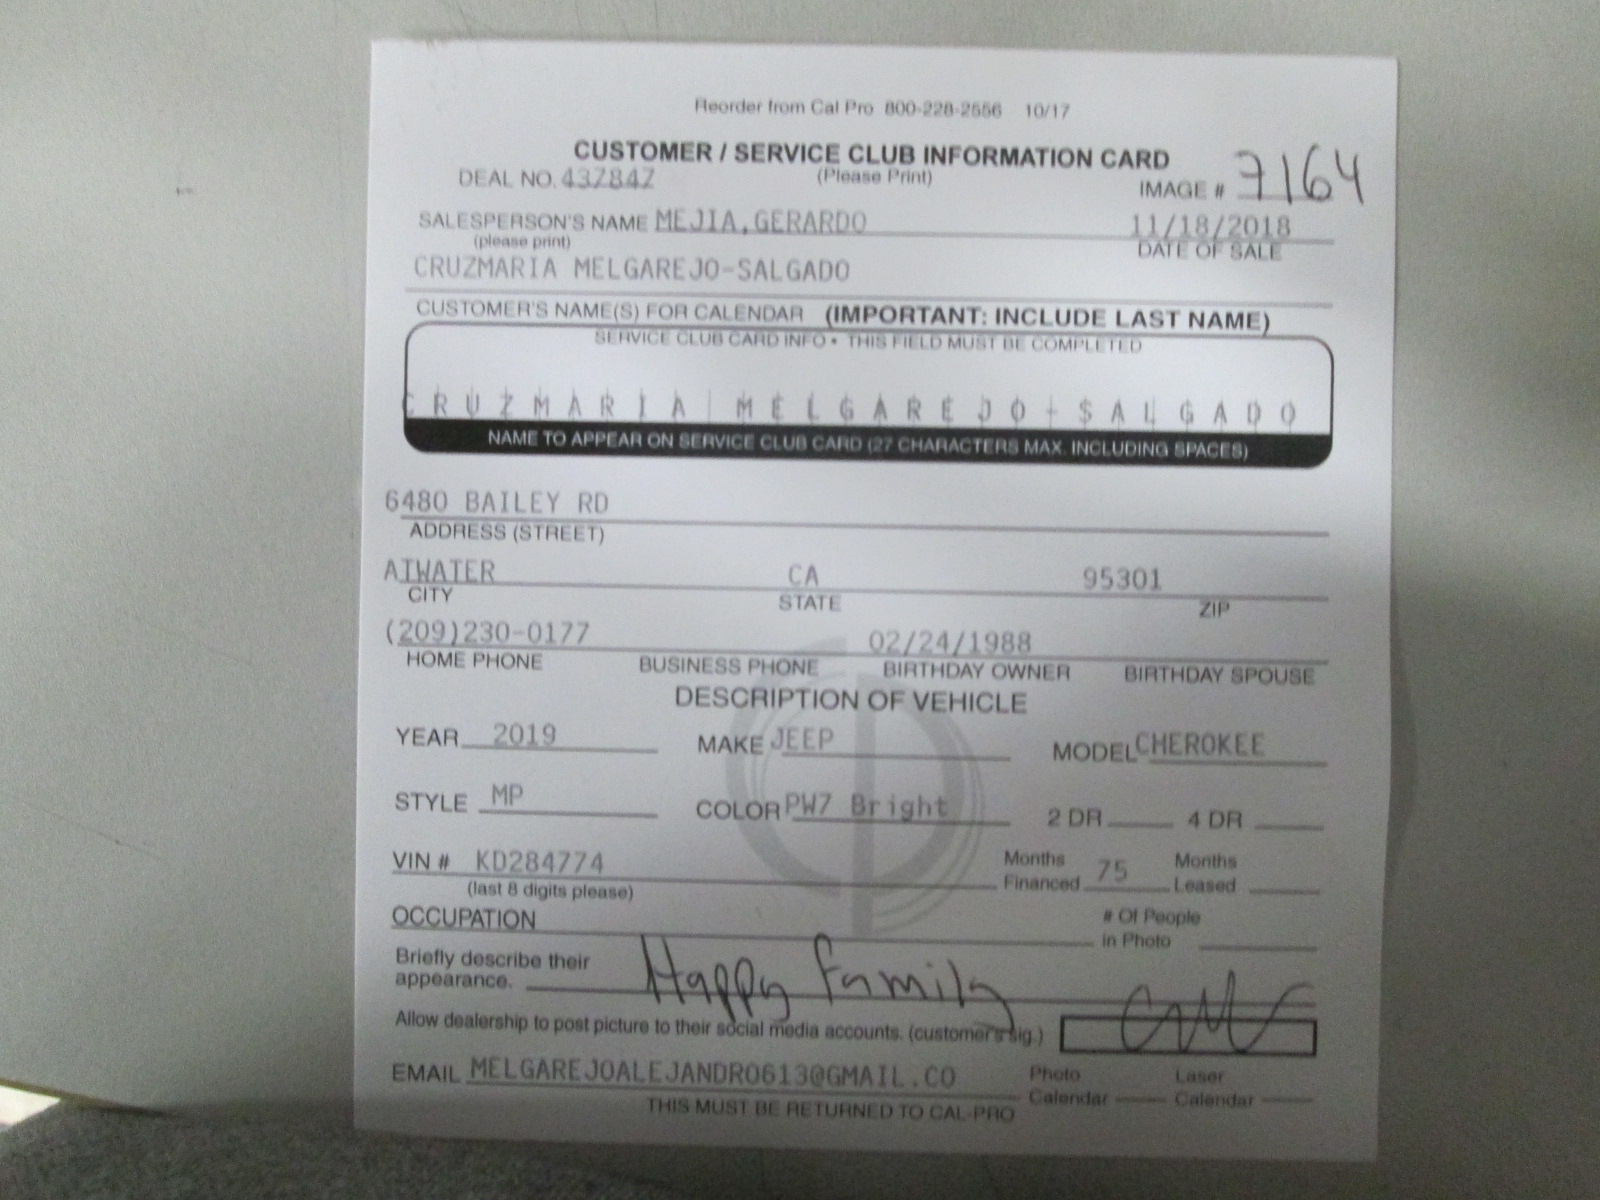 Reorder from Cal Pro 800-228-2556 10/17
CUSTOMER / SERVICE CLUB INFORMATION CARD
DEAL NO. 437847 (Please Print) IMAGE # 7164
SALESPERSON'S NAME MEJIA,GERARDO 11/18/2018
(please print) DATE OF SALE
CRUZMARIA MELGAREJO-SALGADO
CUSTOMER'S NAME(S) FOR CALENDAR (IMPORTANT: INCLUDE LAST NAME)
SERVICE CLUB CARD INFO • THIS FIELD MUST BE COMPLETED
CRUZMARIA MELGAREJO-SALGADO
NAME TO APPEAR ON SERVICE CLUB CARD (27 CHARACTERS MAX. INCLUDING SPACES)
6480 BAILEY RD
ADDRESS (STREET)
ATWATER CA 95301
CITY STATE ZIP
(209)230-0177 02/24/1988
HOME PHONE BUSINESS PHONE BIRTHDAY OWNER BIRTHDAY SPOUSE
DESCRIPTION OF VEHICLE
YEAR 2019 MAKE JEEP MODEL CHEROKEE
STYLE MP COLOR PW7 Bright 2 DR 4 DR
VIN # KD284774 Months Financed 75 Months Leased
(last 8 digits please)
OCCUPATION # Of People in Photo
Briefly describe their appearance. Happy Family
Allow dealership to post picture to their social media accounts. (customer's sig.)
EMAIL MELGAREJOALEJANDRO613@GMAIL.CO Photo Calendar Laser Calendar
THIS MUST BE RETURNED TO CAL-PRO